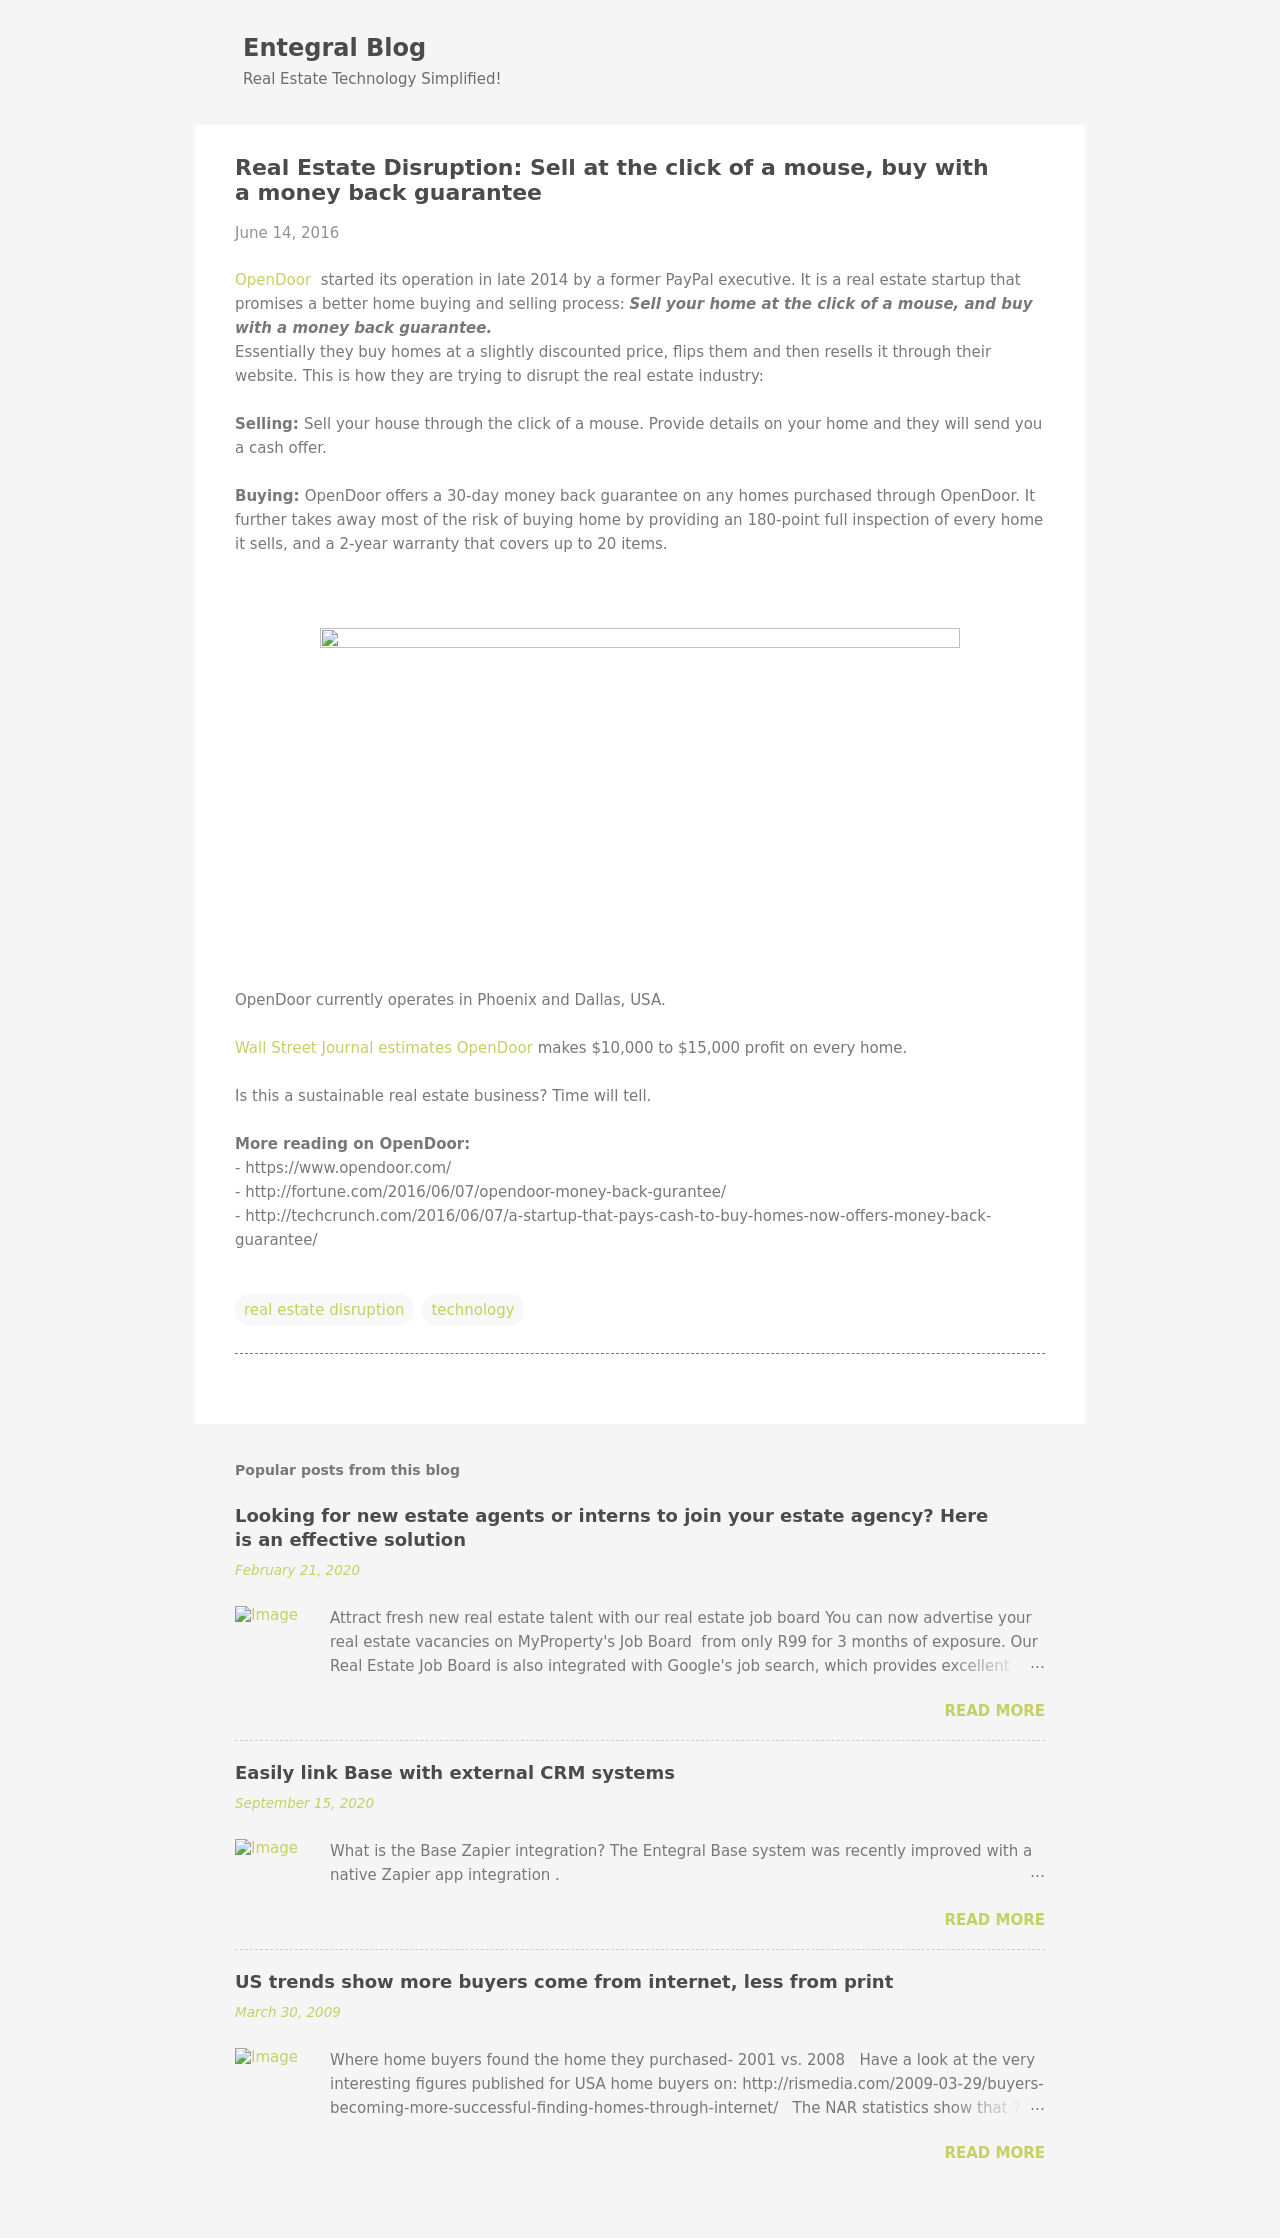 Entegral Blog
Real Estate Technology Simplified!
Real Estate Disruption: Sell at the click of a mouse, buy with
a money back guarantee
June 14, 2016
OpenDoor  started its operation in late 2014 by a former PayPal executive. It is a real estate startup that
promises a better home buying and selling process: Sell your home at the click of a mouse, and buy
with a money back guarantee.
Essentially they buy homes at a slightly discounted price, flips them and then resells it through their
website. This is how they are trying to disrupt the real estate industry:
Selling: Sell your house through the click of a mouse. Provide details on your home and they will send you
a cash offer.
Buying: OpenDoor offers a 30-day money back guarantee on any homes purchased through OpenDoor. It
further takes away most of the risk of buying home by providing an 180-point full inspection of every home
it sells, and a 2-year warranty that covers up to 20 items.
OpenDoor currently operates in Phoenix and Dallas, USA.
Wall Street Journal estimates OpenDoor makes $10,000 to $15,000 profit on every home.
Is this a sustainable real estate business? Time will tell.
More reading on OpenDoor:
- https://www.opendoor.com/
- http://fortune.com/2016/06/07/opendoor-money-back-gurantee/
- http://techcrunch.com/2016/06/07/a-startup-that-pays-cash-to-buy-homes-now-offers-money-back-
guarantee/
real estate disruption technology
Popular posts from this blog
Looking for new estate agents or interns to join your estate agency? Here
is an effective solution
February 21, 2020
Image
Attract fresh new real estate talent with our real estate job board You can now advertise your
real estate vacancies on MyProperty's Job Board  from only R99 for 3 months of exposure. Our
Real Estate Job Board is also integrated with Google's job search, which provides excellent …
READ MORE
Easily link Base with external CRM systems
September 15, 2020
Image
What is the Base Zapier integration? The Entegral Base system was recently improved with a
native Zapier app integration . …
READ MORE
US trends show more buyers come from internet, less from print
March 30, 2009
Image
Where home buyers found the home they purchased- 2001 vs. 2008   Have a look at the very
interesting figures published for USA home buyers on: http://rismedia.com/2009-03-29/buyers-
becoming-more-successful-finding-homes-through-internet/   The NAR statistics show that 7 …
READ MORE